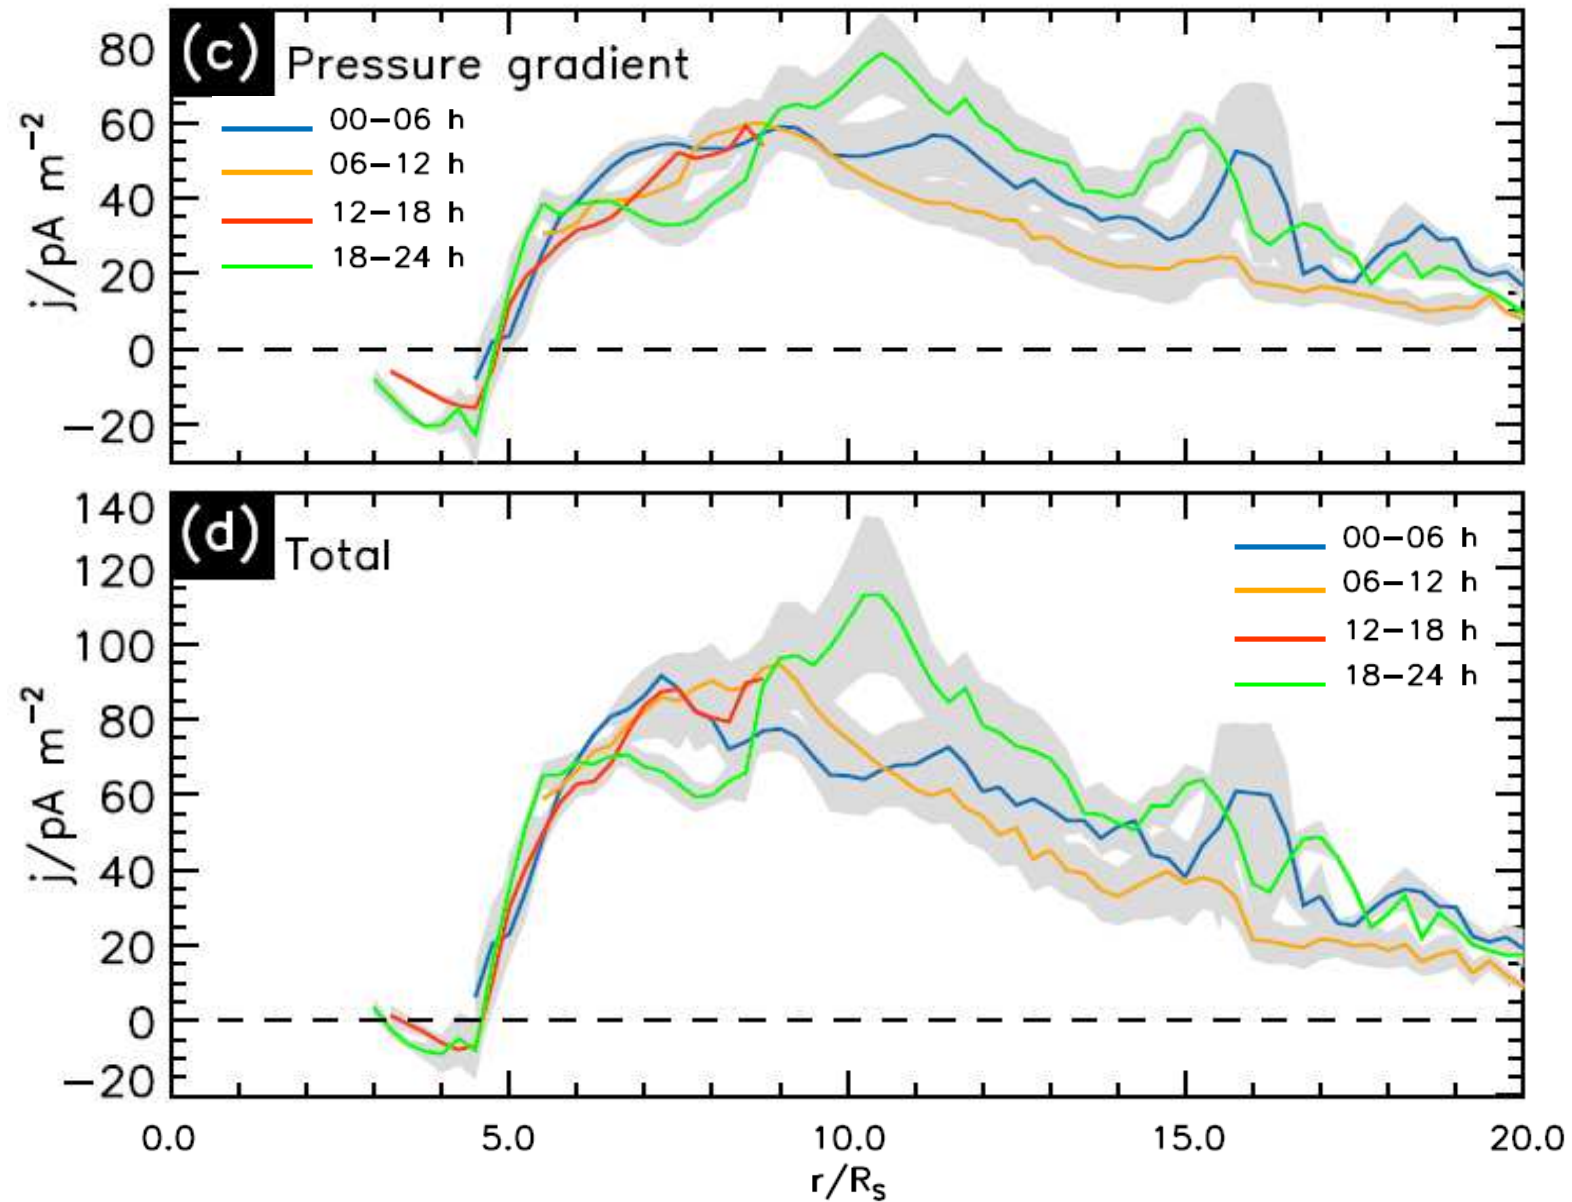 (c) Pressure gradient
80
60
40
20
0
−20
j/pA m⁻²
00−06 h
06−12 h
12−18 h
18−24 h
(d) Total
140
120
100
80
60
40
20
0
−20
j/pA m⁻²
00−06 h
06−12 h
12−18 h
18−24 h
0.0 5.0 10.0 15.0 20.0
r/Rₛ